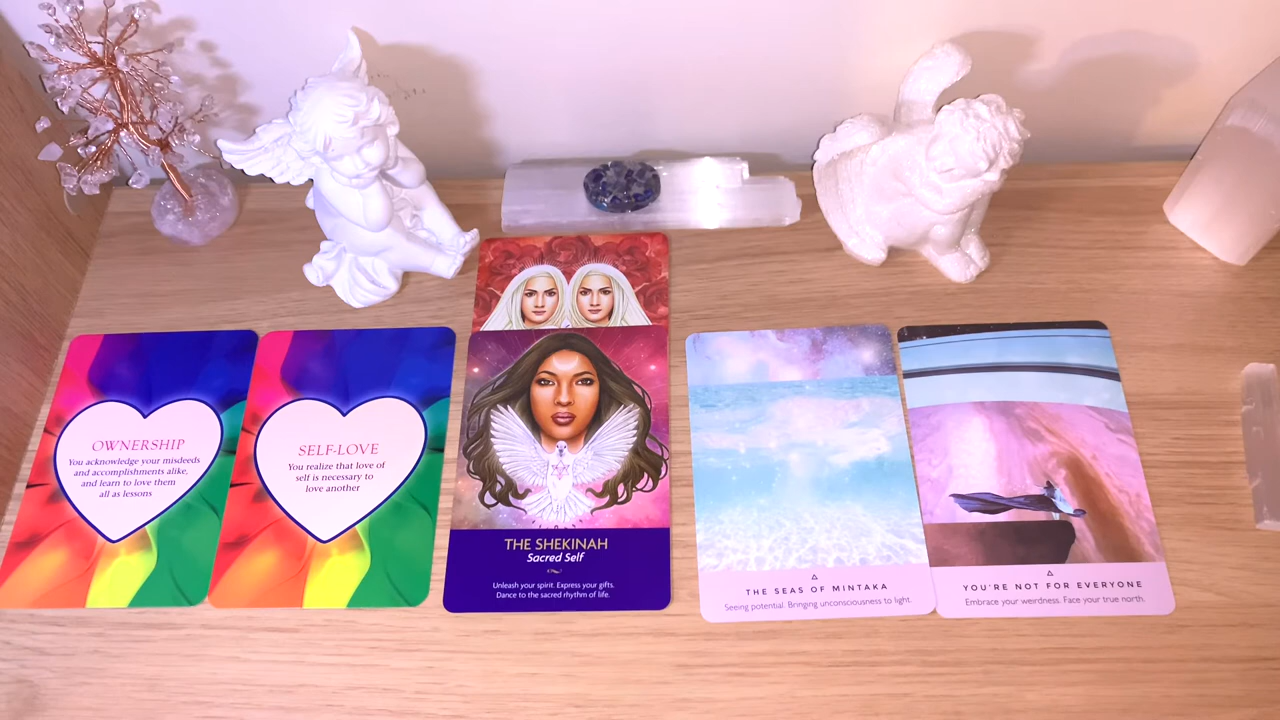 OWNERSHIP
You acknowledge your misdeeds
and accomplishments alike,
and learn to love them
all as lessons
SELF-LOVE
You realize that love of
self is necessary to
love another
THE SHEKINAH
Sacred Self
Unleash your spirit. Express your gifts.
Dance to the sacred rhythm of life.
THE SEAS OF MINTAKA
Seeing potential. Bringing unconsciousness to light.
YOU'RE NOT FOR EVERYONE
Embrace your weirdness. Face your true north.